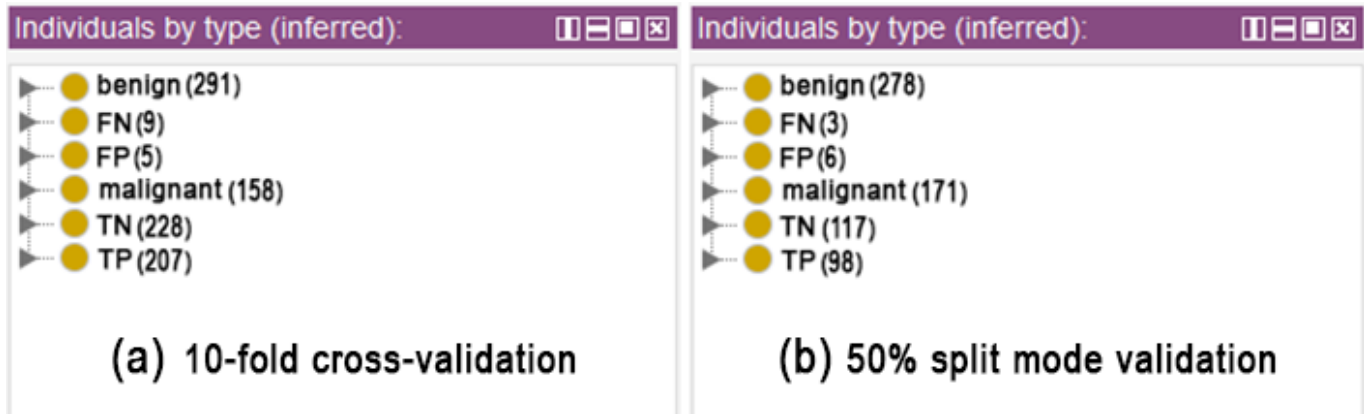 Individuals by type (inferred):
benign (291)
FN (9)
FP (5)
malignant (158)
TN (228)
TP (207)
(a) 10-fold cross-validation
Individuals by type (inferred):
benign (278)
FN (3)
FP (6)
malignant (171)
TN (117)
TP (98)
(b) 50% split mode validation